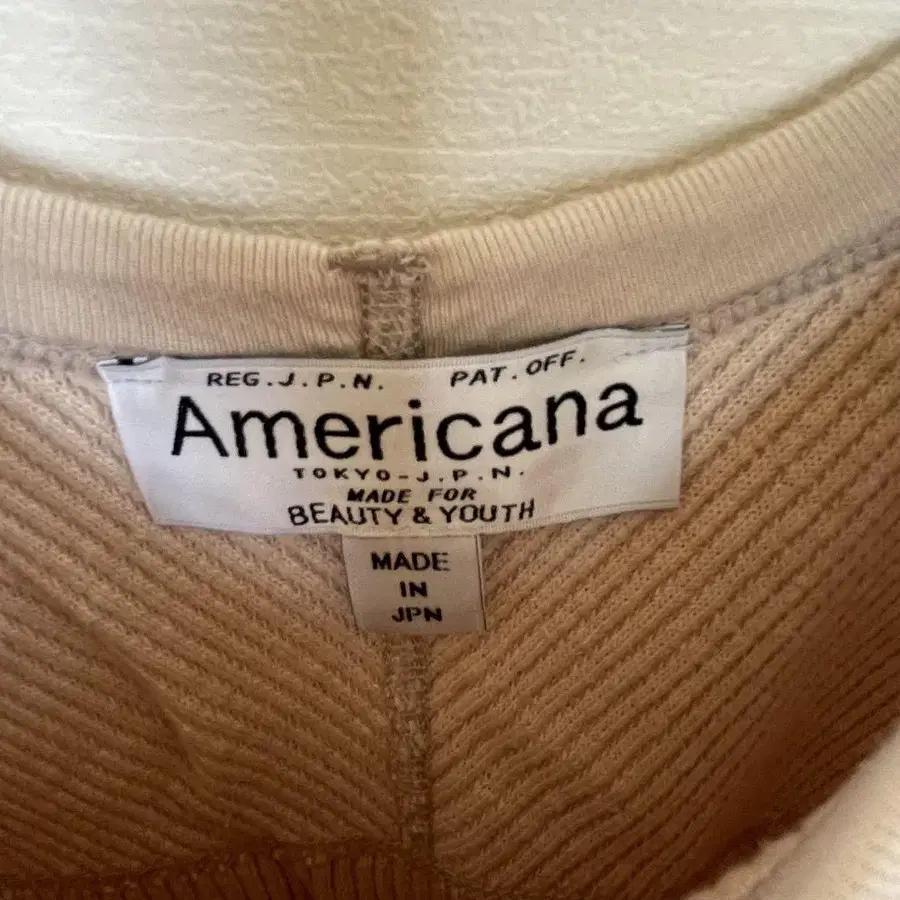 REG.J.P.N. PAT.OFF.
Americana
TOKYO-J.P.N.
MADE FOR
BEAUTY & YOUTH
MADE
IN
JPN